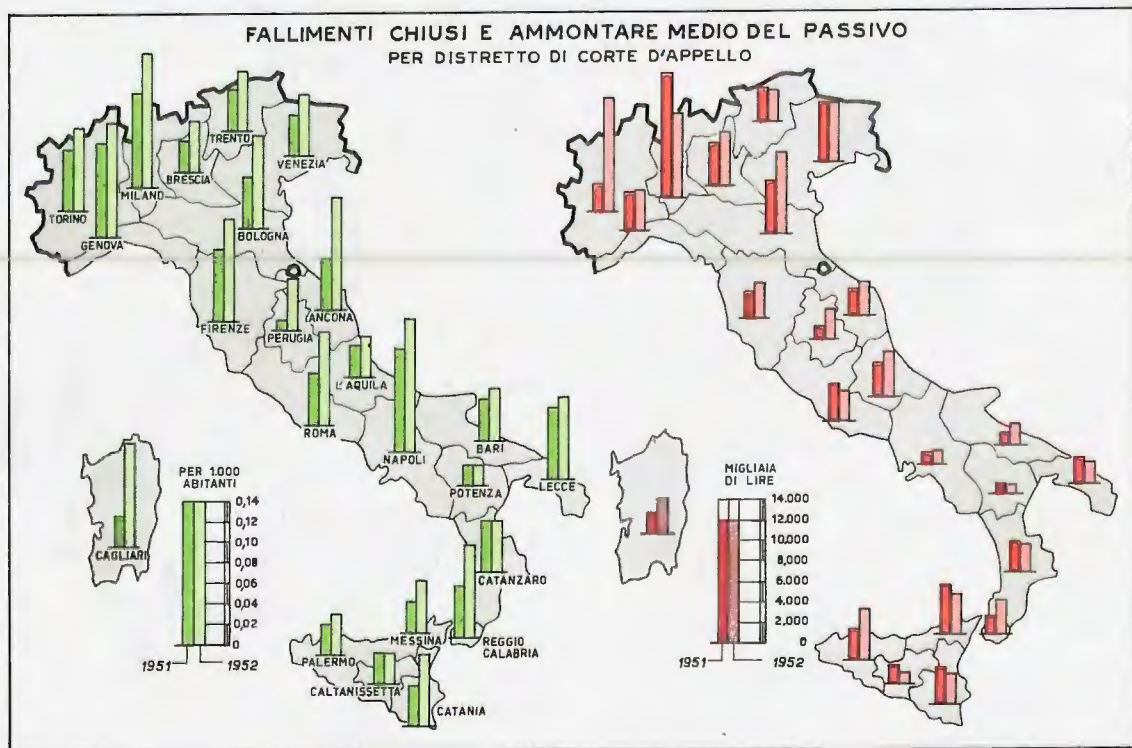 FALLIMENTI CHIUSI E AMMONTARE MEDIO DEL PASSIVO
PER DISTRETTO DI CORTE D'APPELLO
TRENTO
VENEZIA
BRESCIA
MILANO
TORINO
GENOVA
BOLOGNA
FIRENZE
PERUGIA
ANCONA
L'AQUILA
ROMA
NAPOLI
BARI
POTENZA
LECCE
CAGLIARI
CATANZARO
MESSINA
REGGIO
CALABRIA
PALERMO
CALTANISSETTA
CATANIA
PER 1.000
ABITANTI
0,14
0,12
0,10
0,08
0,06
0,04
0,02
0
1951
1952
MIGLIAIA
DI LIRE
14.000
12.000
10.000
8.000
6.000
4.000
2.000
0
1951
1952